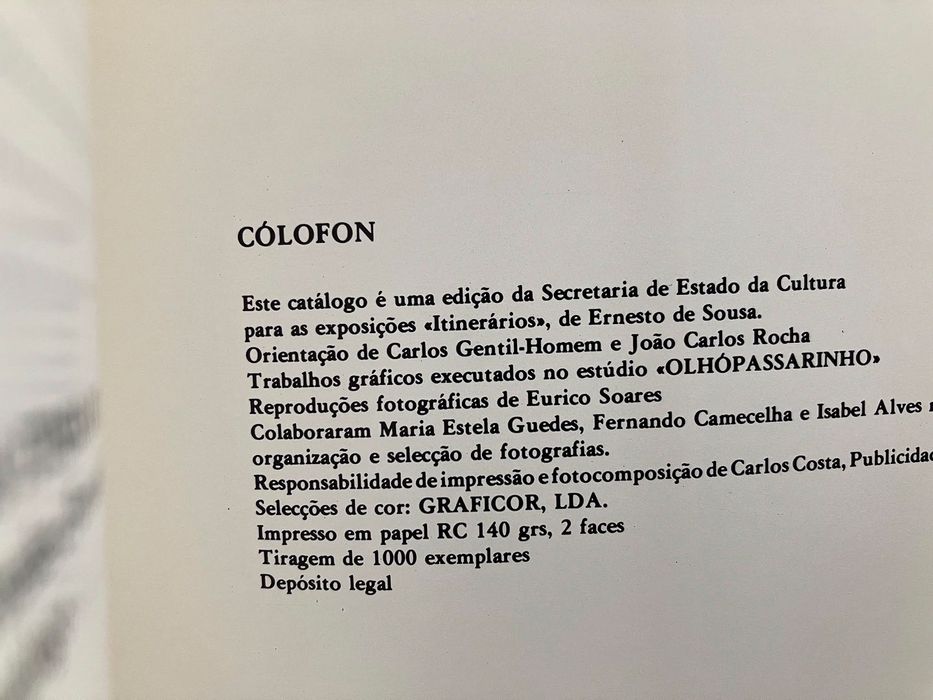 CÓLOFON
Este catálogo é uma edição da Secretaria de Estado da Cultura
para as exposições «Itinerários», de Ernesto de Sousa.
Orientação de Carlos Gentil-Homem e João Carlos Rocha
Trabalhos gráficos executados no estúdio «OLHÓPASSARINHO»
Reproduções fotográficas de Eurico Soares
Colaboraram Maria Estela Guedes, Fernando Camecelha e Isabel Alves
organização e selecção de fotografias.
Responsabilidade de impressão e fotocomposição de Carlos Costa,
Selecções de cor: GRAFICOR, LDA.
Impresso em papel RC 140 grs, 2 faces
Tiragem de 1000 exemplares
Depósito legal